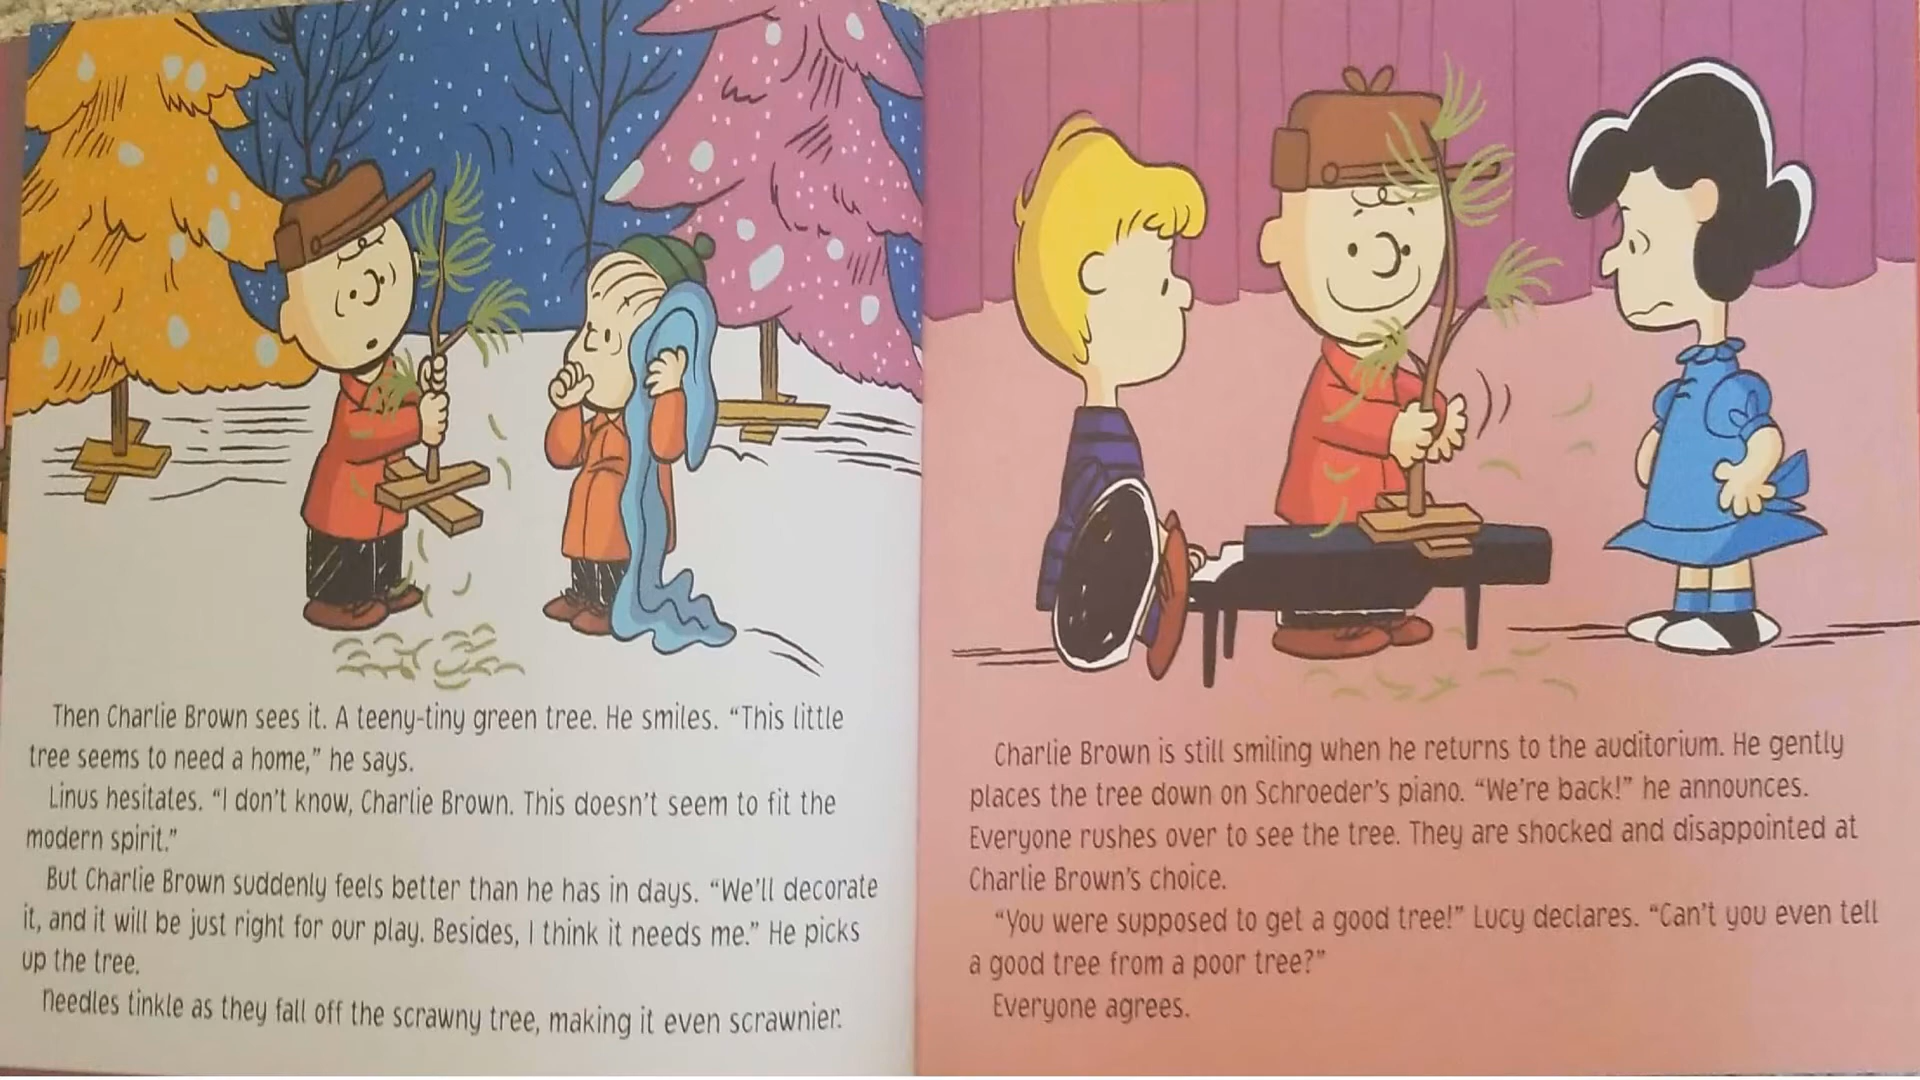 Then Charlie Brown sees it. A teeny-tiny green tree. He smiles. “This little
tree seems to need a home,” he says.
Linus hesitates. “I don’t know, Charlie Brown. This doesn’t seem to fit the
modern spirit.”
But Charlie Brown suddenly feels better than he has in days. “We’ll decorate
it, and it will be just right for our play. Besides, I think it needs me.” He picks
up the tree.
Needles tinkle as they fall off the scrawny tree, making it even scrawnier.
Charlie Brown is still smiling when he returns to the auditorium. He gently
places the tree down on Schroeder’s piano. “We’re back!” he announces.
Everyone rushes over to see the tree. They are shocked and disappointed at
Charlie Brown’s choice.
“You were supposed to get a good tree!” Lucy declares. “Can’t you even tell
a good tree from a poor tree?”
Everyone agrees.